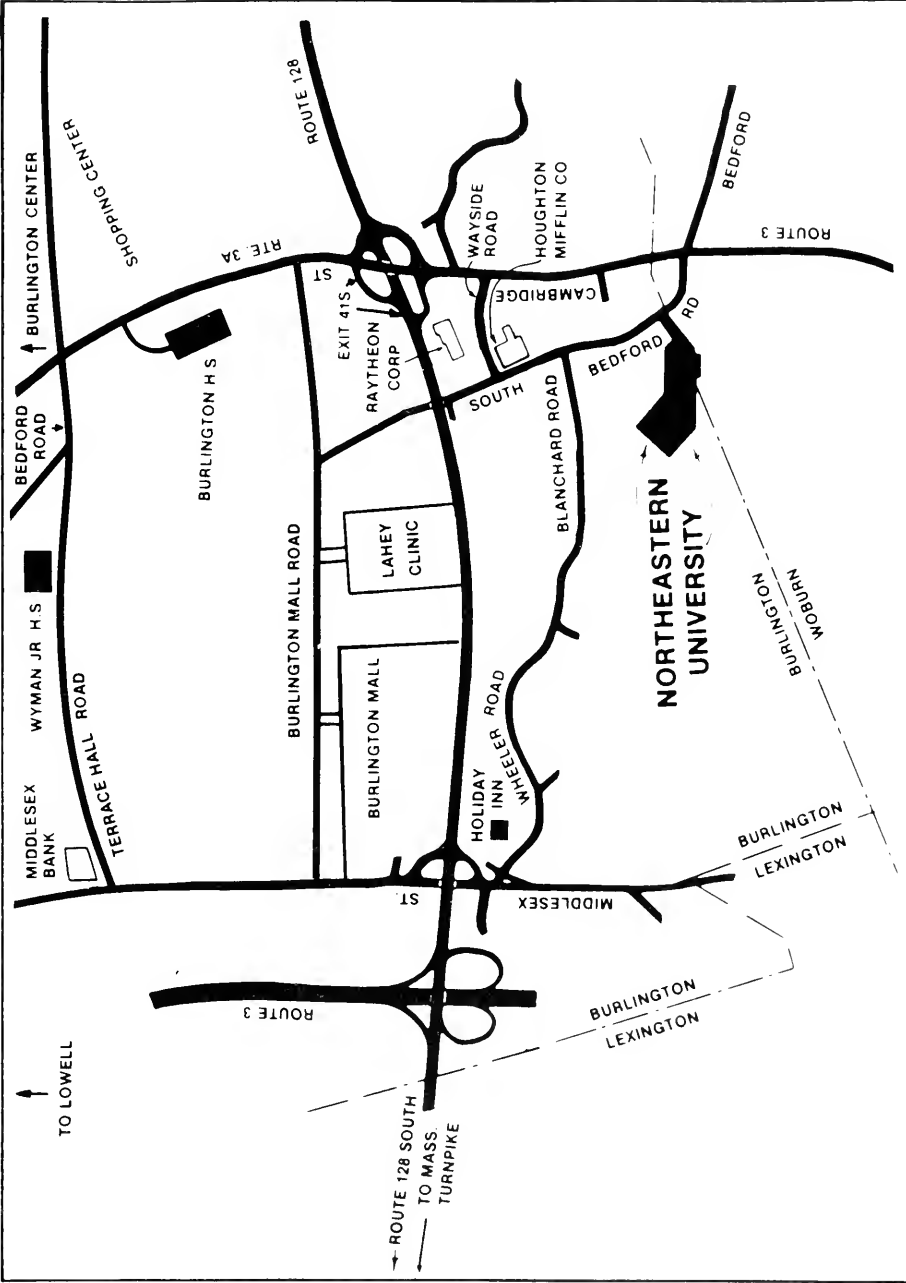 TO LOWELL
MIDDLESEX
BANK
WYMAN JR H.S
TERRACE HALL ROAD
BEDFORD
ROAD
BURLINGTON CENTER
SHOPPING CENTER
BURLINGTON H S
RTE. 3A
ROUTE 128
ST
EXIT 41S
RAYTHEON
CORP
WAYSIDE
ROAD
HOUGHTON
MIFFLIN CO
CAMBRIDGE
SOUTH
BEDFORD
RD
BEDFORD
ROUTE 3
BURLINGTON MALL ROAD
BURLINGTON MALL
LAHEY
CLINIC
BLANCHARD ROAD
WHEELER ROAD
HOLIDAY
INN
ST.
MIDDLESEX
ROUTE 3
ROUTE 128 SOUTH
TO MASS.
TURNPIKE
NORTHEASTERN
UNIVERSITY
BURLINGTON
WOBURN
BURLINGTON
LEXINGTON
BURLINGTON
LEXINGTON